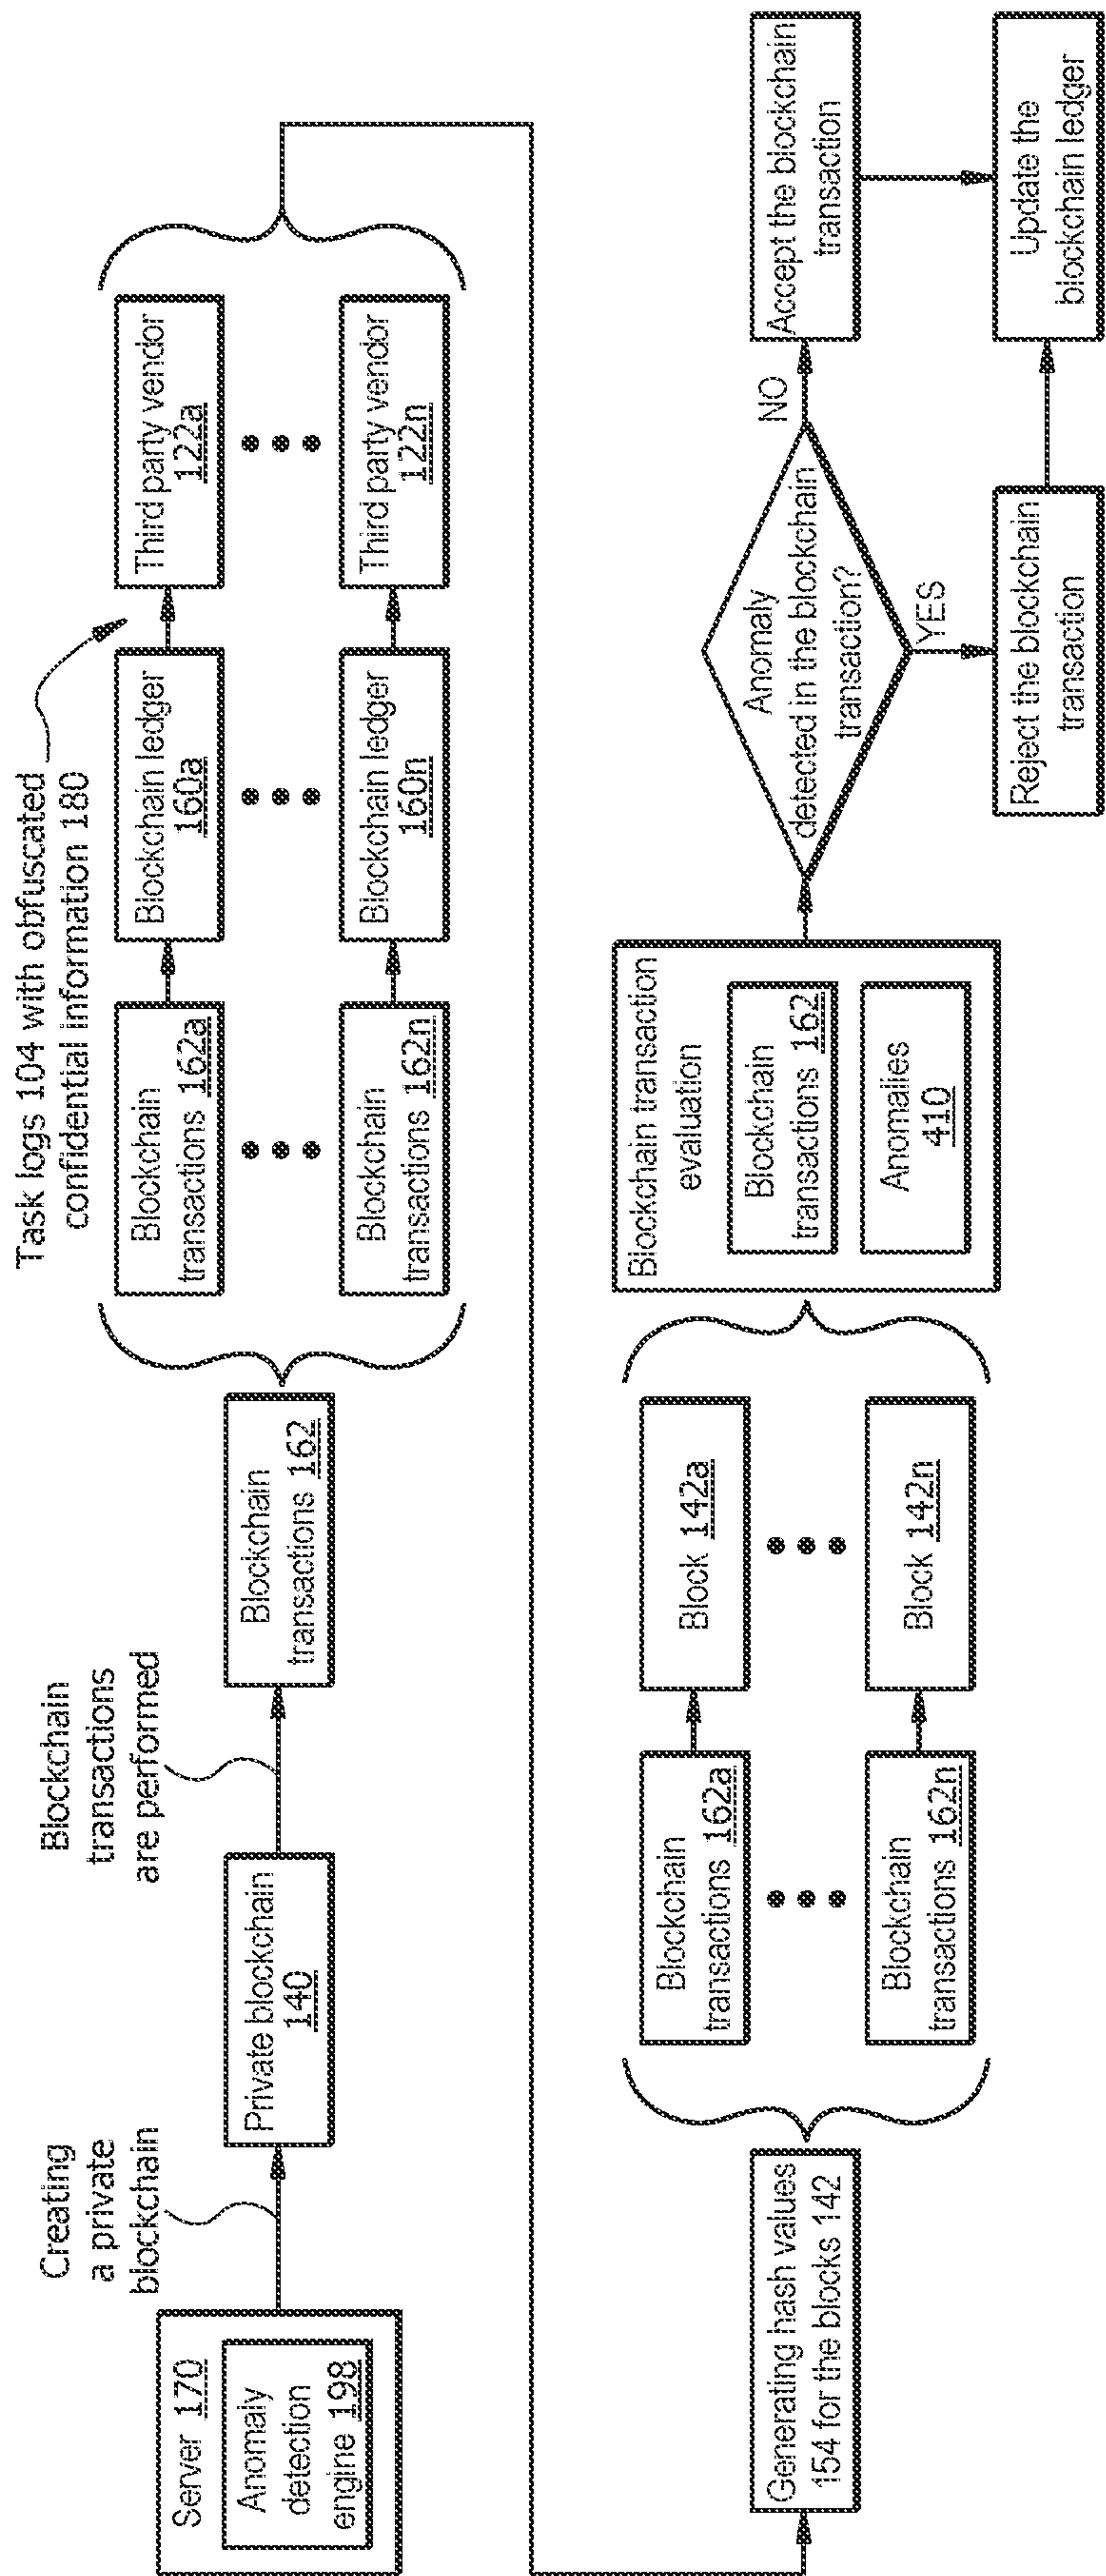 Server 170
Anomaly
detection
engine 198
Creating
a private
blockchain
Private blockchain
140
Blockchain
transactions
are performed
Blockchain
transactions 162
Task logs 104 with obfuscated
confidential information 180
Blockchain
transactions 162a
Blockchain ledger
160a
Third party vendor
122a
Blockchain
transactions 162n
Blockchain ledger
160n
Third party vendor
122n
Generating hash values
154 for the blocks 142
Blockchain
transactions 162a
Block 142a
Blockchain
transactions 162n
Block 142n
Blockchain transaction
evaluation
Blockchain
transactions 162
Anomalies
410
Anomaly
detected in the blockchain
transaction?
NO
YES
Accept the blockchain
transaction
Reject the blockchain
transaction
Update the
blockchain ledger